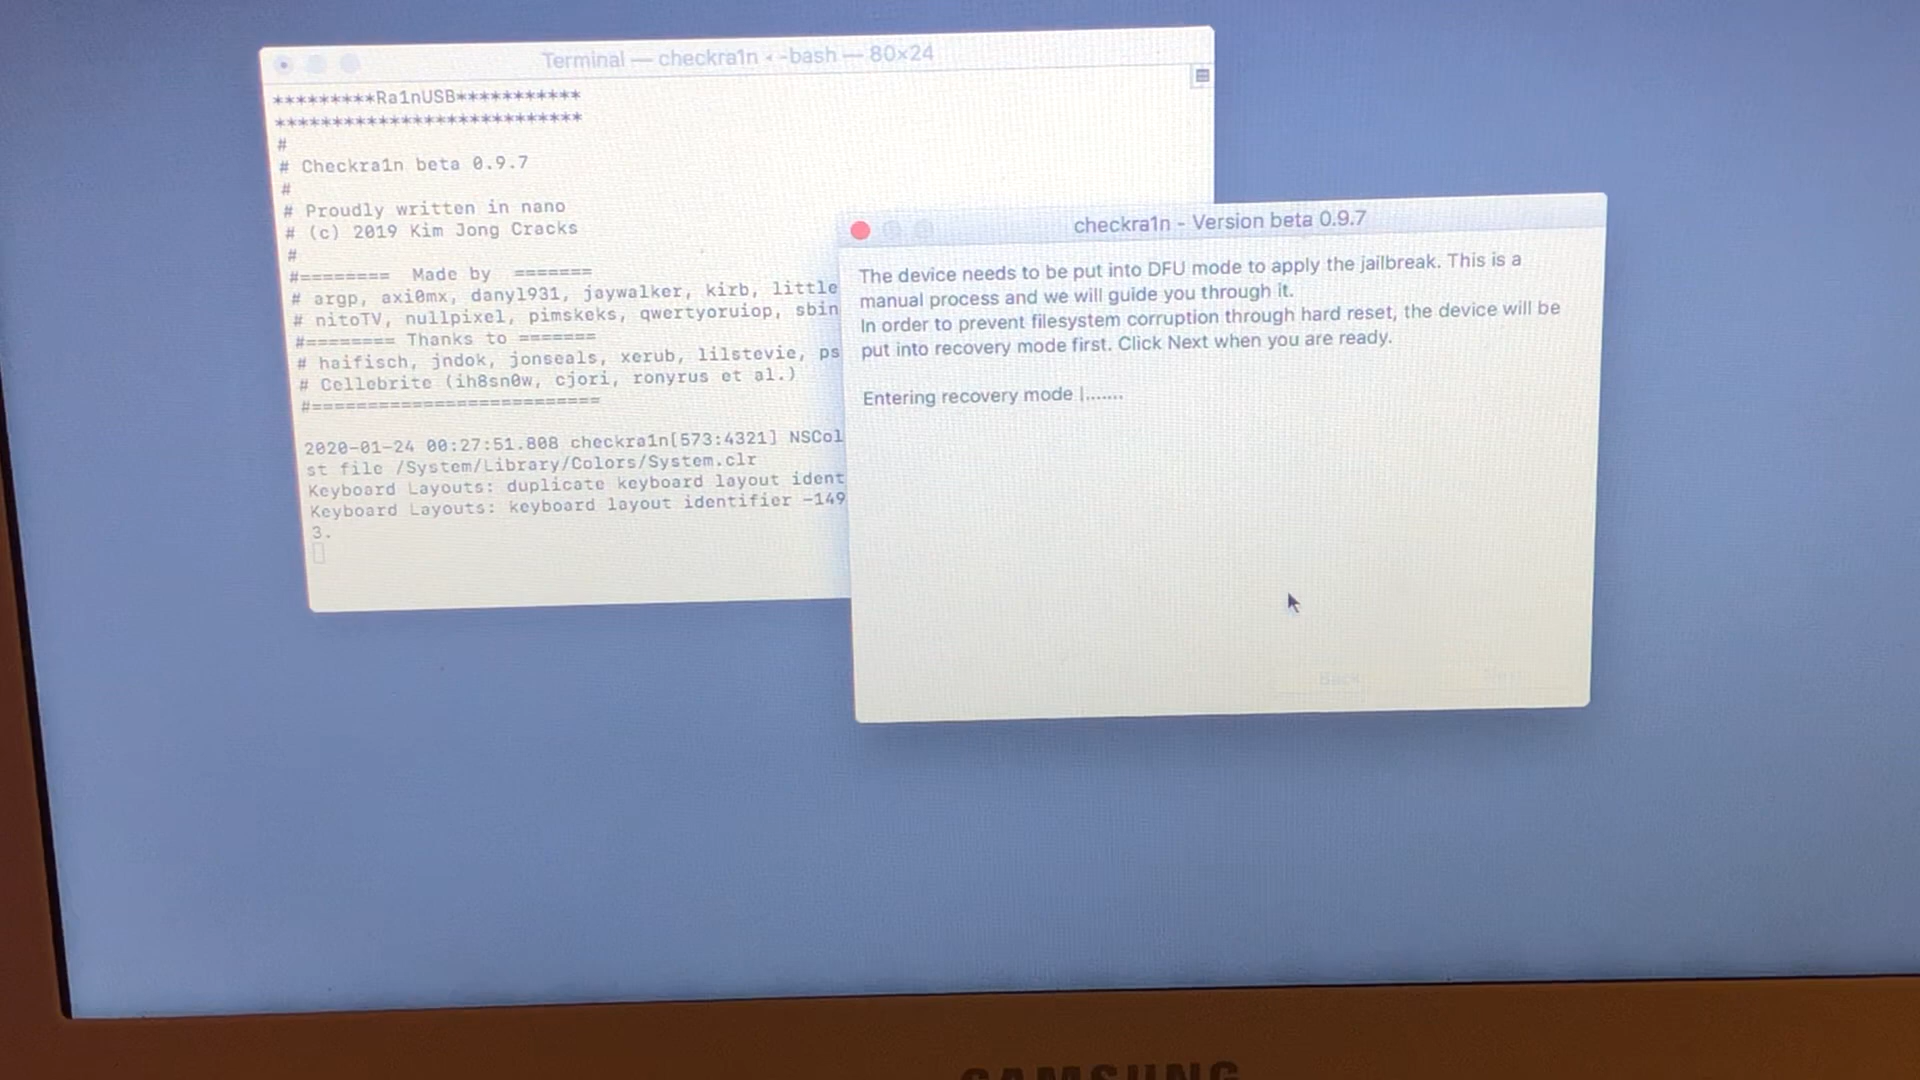 Terminal — checkra1n ◂ -bash — 80×24
*********Ra1nUSB***********
***************************
#
# Checkra1n beta 0.9.7
#
# Proudly written in nano
# (c) 2019 Kim Jong Cracks
#
#======== Made by =======
# argp, axi0mx, danyl931, jaywalker, kirb, little
# nitoTV, nullpixel, pimskeks, qwertyoruiop, sbin
#======== Thanks to =======
# haifisch, jndok, jonseals, xerub, lilstevie, ps
# Cellebrite (ih8sn0w, cjori, ronyrus et al.)
#==========================
2020-01-24 00:27:51.808 checkra1n[573:4321] NSCol
st file /System/Library/Colors/System.clr
Keyboard Layouts: duplicate keyboard layout ident
Keyboard Layouts: keyboard layout identifier -149
3.
checkra1n - Version beta 0.9.7
The device needs to be put into DFU mode to apply the jailbreak. This is a
manual process and we will guide you through it.
In order to prevent filesystem corruption through hard reset, the device will be
put into recovery mode first. Click Next when you are ready.
Entering recovery mode |.......
Back
SAMSUNG